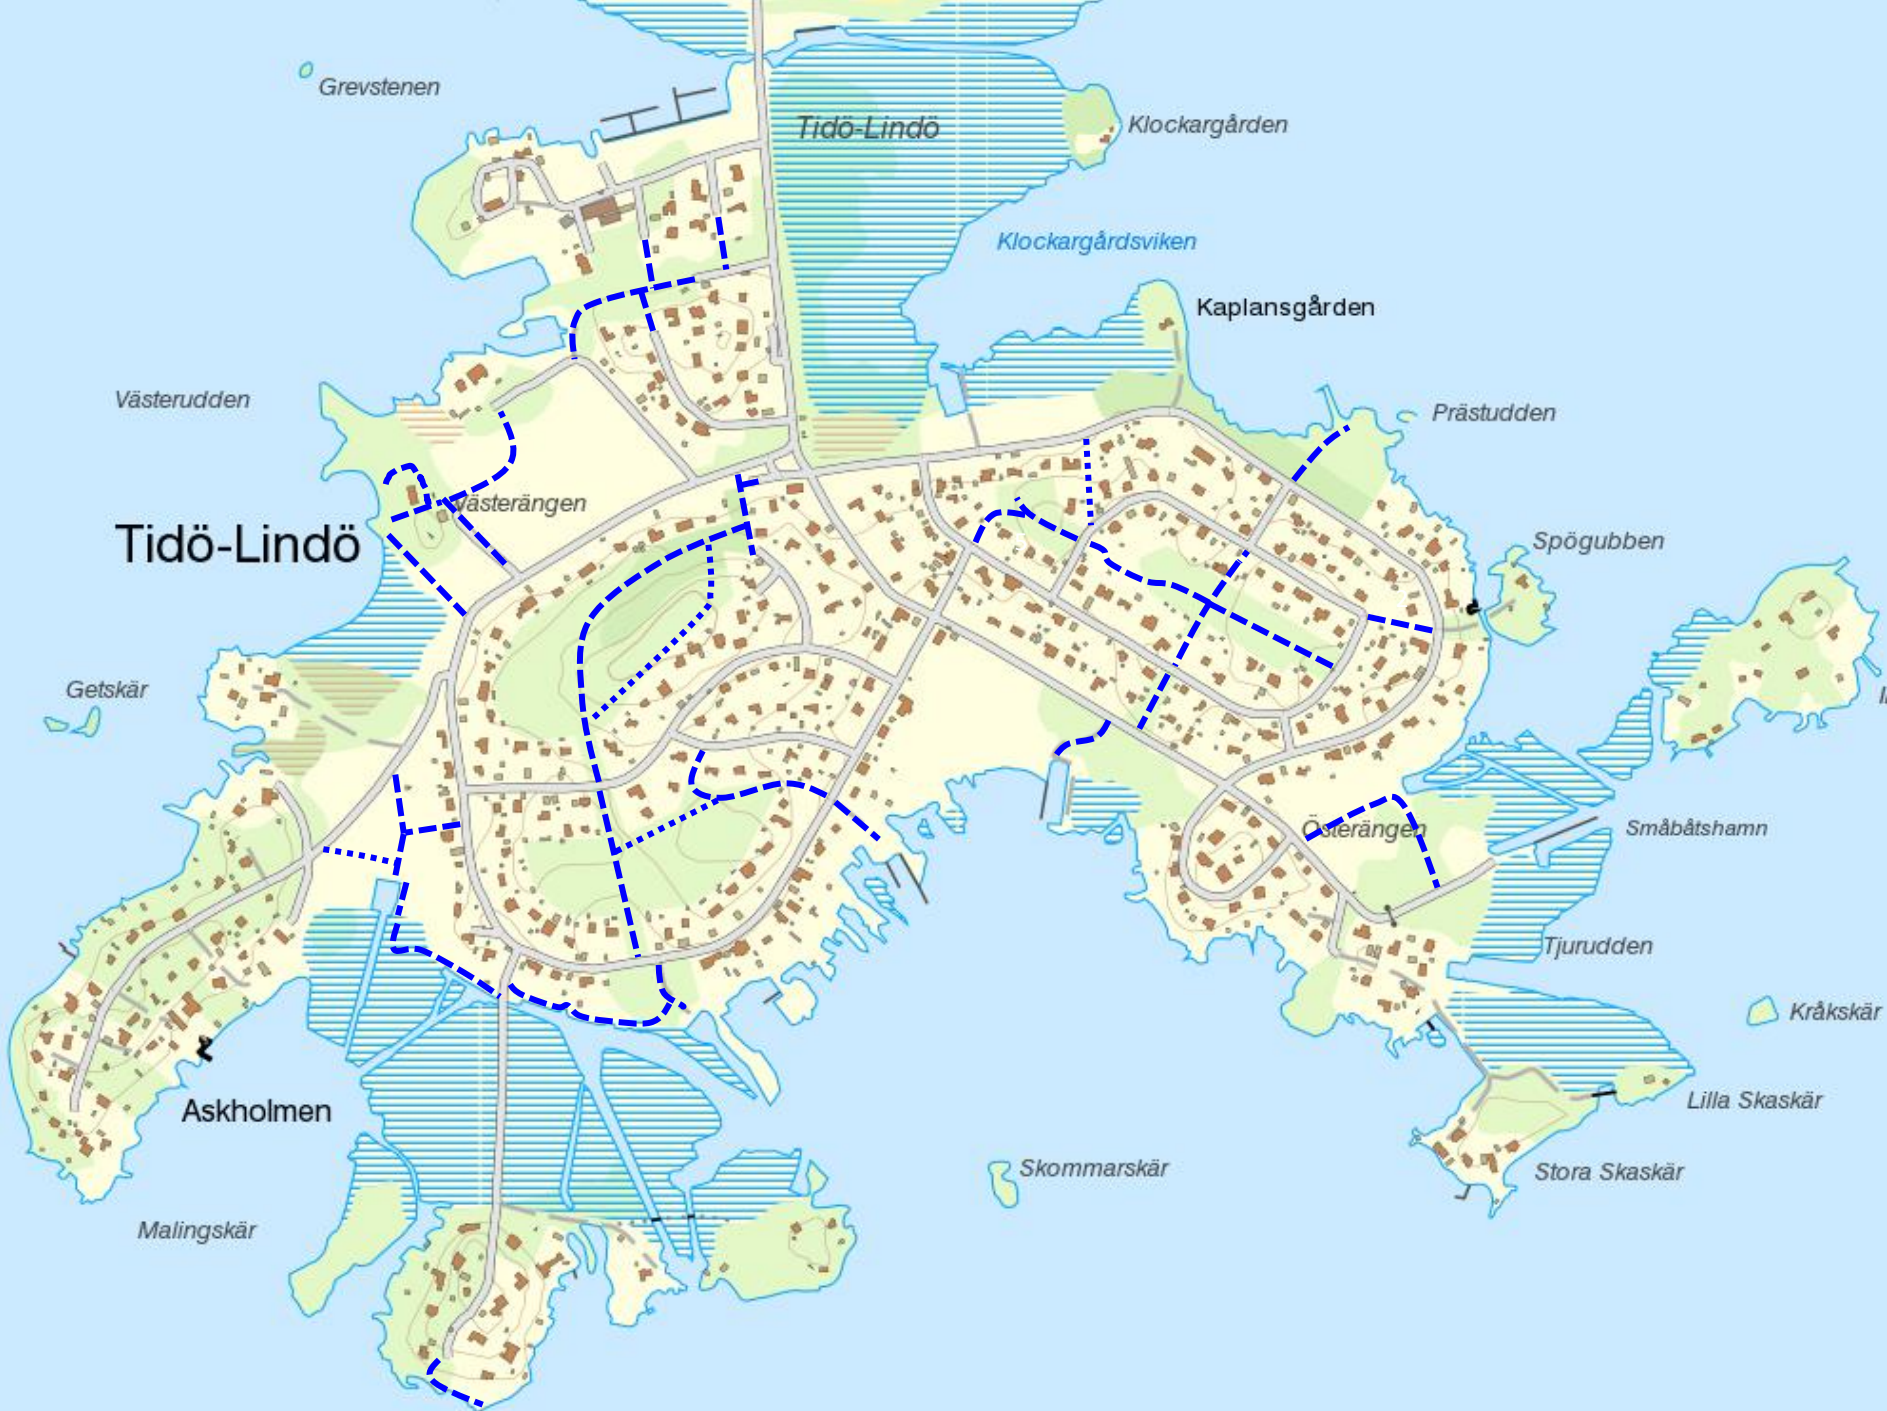 Grevstenen
Tidö-Lindö
Klockargården
Klockargårdsviken
Kaplansgården
Västerudden
Prästudden
Västerängen
Tidö-Lindö
Spögubben
Getskär
Österängen
Småbåtshamn
Tjurudden
Kråkskär
Askholmen
Lilla Skaskär
Skommarskär
Stora Skaskär
Malingskär